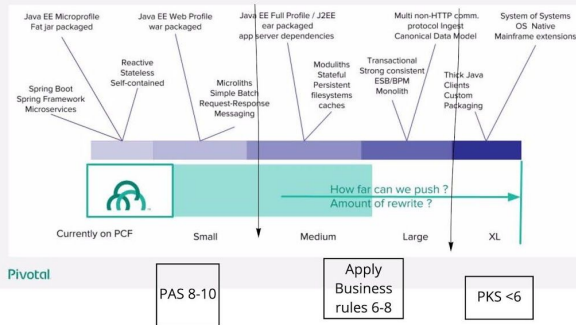 Java EE Microprofile
Fat jar packaged
Java EE Web Profile
war packaged
Java EE Full Profile / J2EE
ear packaged
app server dependencies
Multi non-HTTP comm.
protocol Ingest
Canonical Data Model
System of Systems
OS Native
Mainframe extensions
Reactive
Stateless
Self-contained
Spring Boot
Spring Framework
Microservices
Microliths
Simple Batch
Request-Response
Messaging
Moduliths
Stateful
Persistent
filesystems
caches
Transactional
Strong consistent
ESB/BPM
Monolith
Thick Java
Clients
Custom
Packaging
How far can we push ?
Amount of rewrite ?
Currently on PCF
Small
Medium
Large
XL
Pivotal
PAS 8-10
Apply
Business
rules 6-8
PKS <6